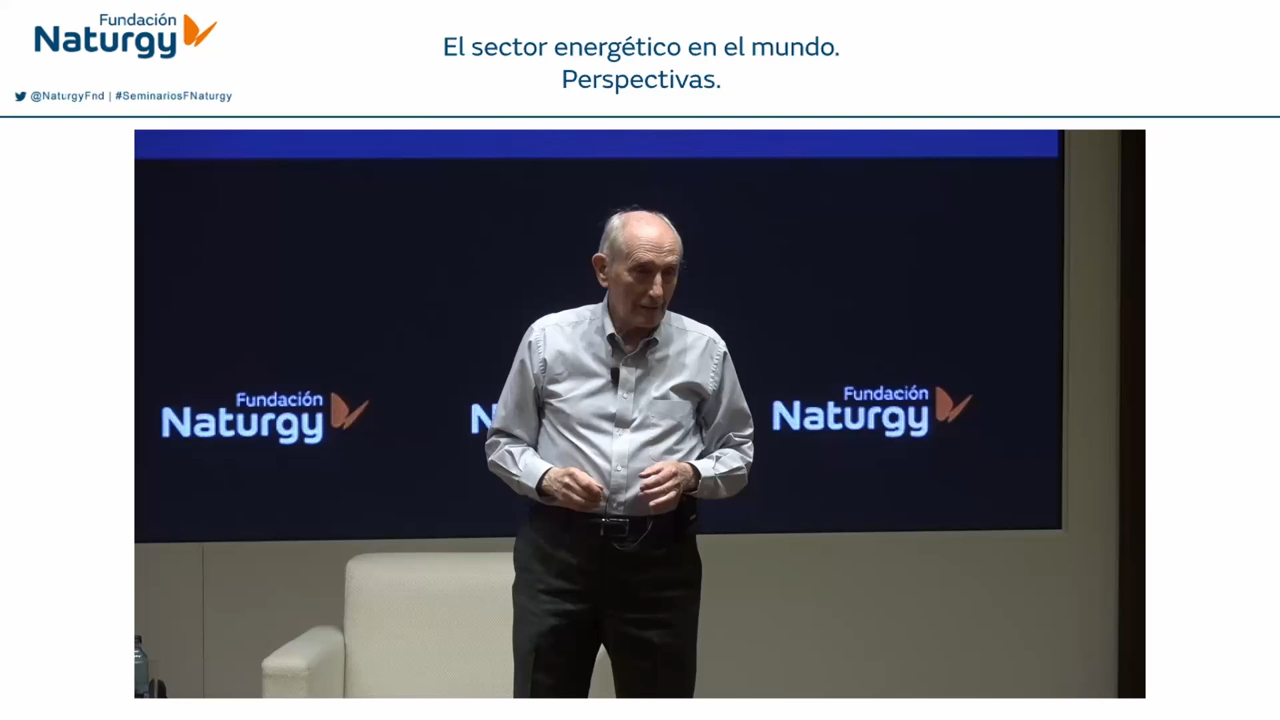 Fundación
Naturgy
@NaturgyFnd | #SeminariosFNaturgy
El sector energético en el mundo.
Perspectivas.
Fundación
Naturgy
N
Fundación
Naturgy